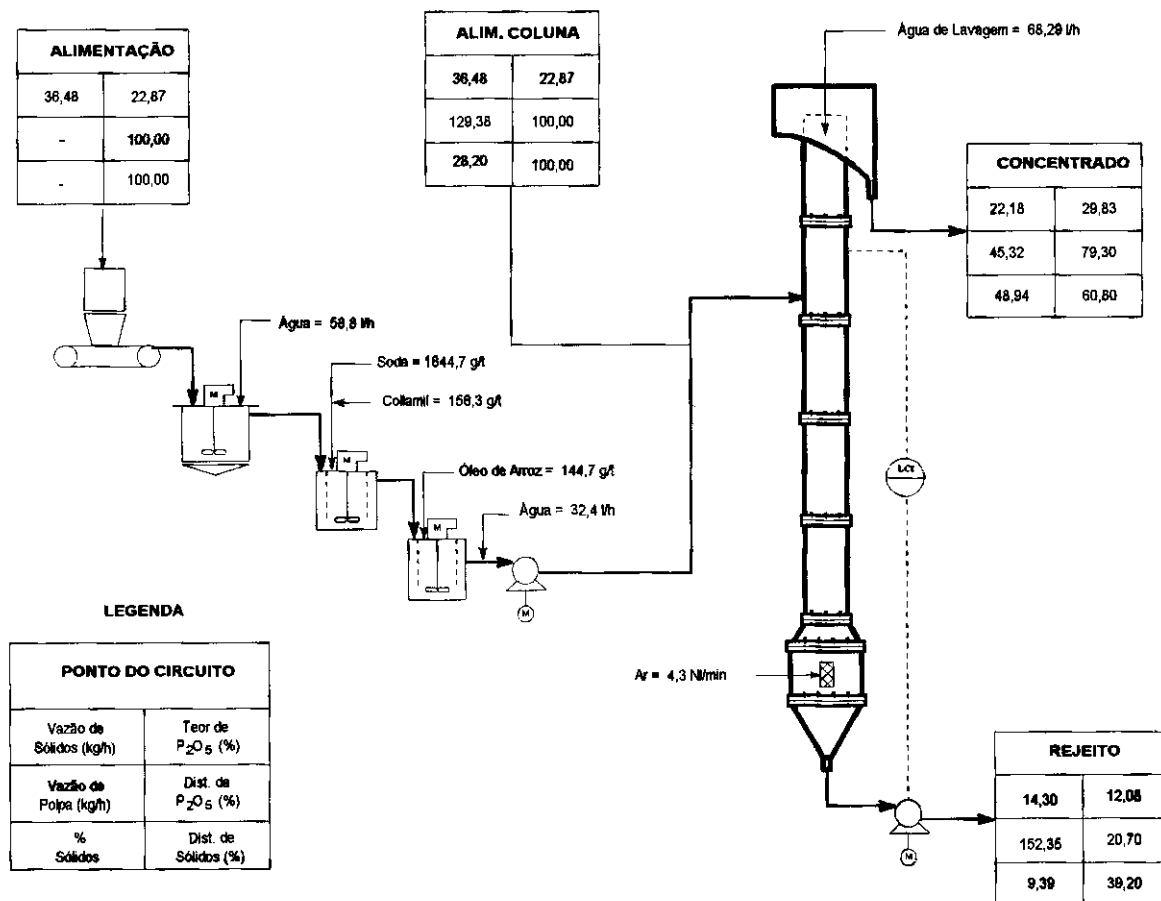 ALIMENTAÇÃO
36,48 22,87
- 100,00
- 100,00
ALIM. COLUNA
36,48 22,87
129,38 100,00
28,20 100,00
Água de Lavagem = 68,29 l/h
CONCENTRADO
22,18 29,83
45,32 79,30
48,94 60,80
Água = 58,8 l/h
M
Soda = 1644,7 g/t
Collamil = 156,3 g/t
M
Óleo de Arroz = 144,7 g/t
M
Água = 32,4 l/h
M
LCI
Ar = 4,3 Nl/min
LEGENDA
PONTO DO CIRCUITO
Vazão de Sólidos (kg/h)
Teor de P2O5 (%)
Vazão de Polpa (kg/h)
Dist. de P2O5 (%)
% Sólidos
Dist. de Sólidos (%)
REJEITO
14,30 12,08
152,35 20,70
9,39 39,20
M